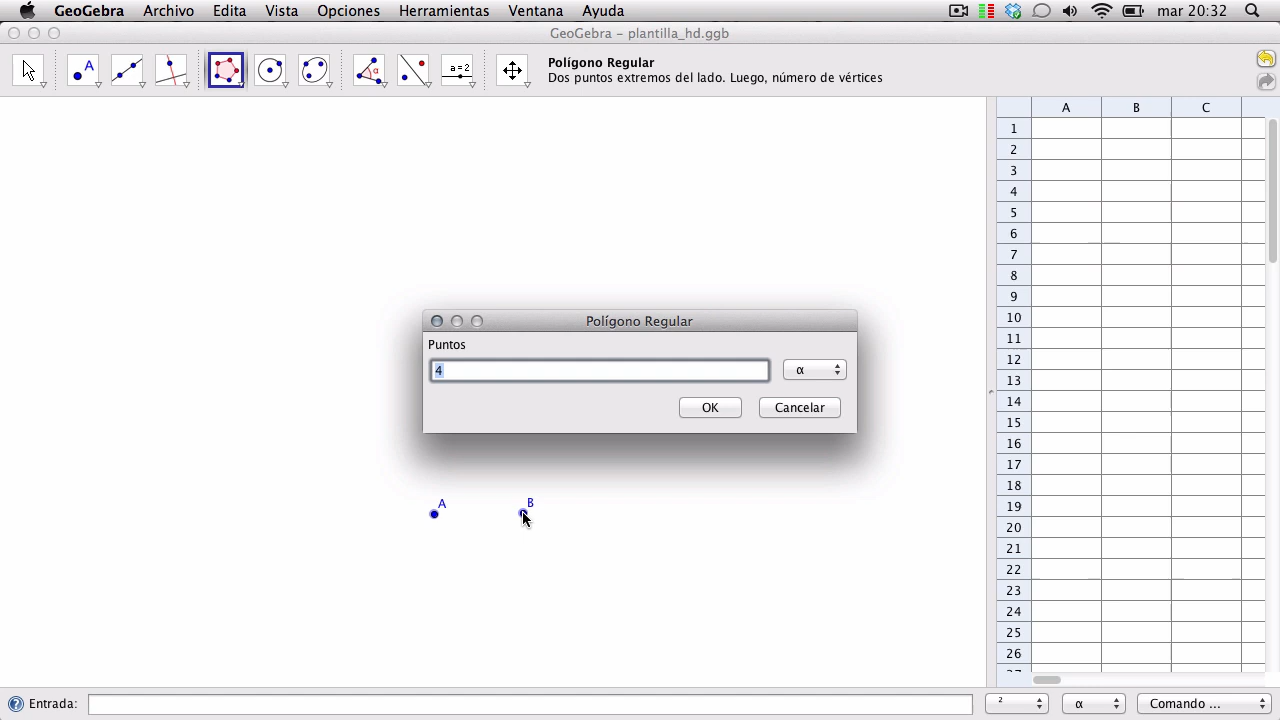 GeoGebra Archivo Edita Vista Opciones Herramientas Ventana Ayuda mar 20:32
GeoGebra – plantilla_hd.ggb
A α a = 2
Polígono Regular
Dos puntos extremos del lado. Luego, número de vértices
A B C
1
2
3
4
5
6
7
8
9
10
11
12
13
14
15
16
17
18
19
20
21
22
23
24
25
26
27
Polígono Regular
Puntos
4 α
OK Cancelar
A B
Entrada: ² α Comando ...